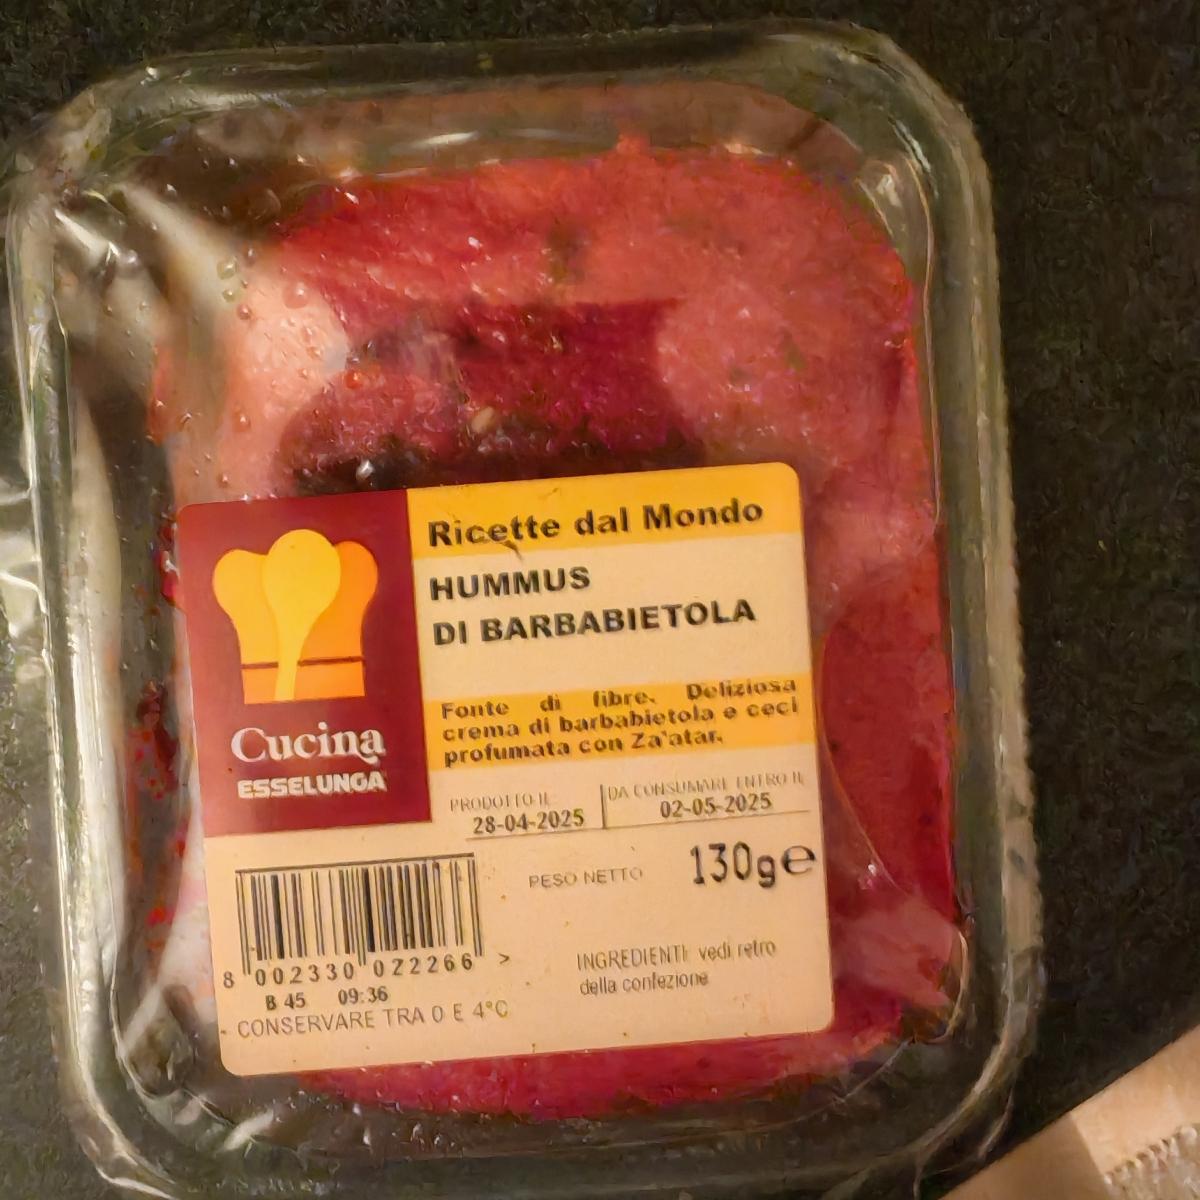 Ricette dal Mondo
HUMMUS
DI BARBABIETOLA
Fonte di fibre. Deliziosa
crema di barbabietola e ceci
profumata con Za'atar.
Cucina
ESSELUNGA
PRODOTTO IL
28-04-2025
DA CONSUMARE ENTRO IL
02-05-2025
PESO NETTO 130g℮
8 002330 022266 >
B 45 09:36
CONSERVARE TRA 0 E 4°C
INGREDIENTI: vedi retro
della confezione